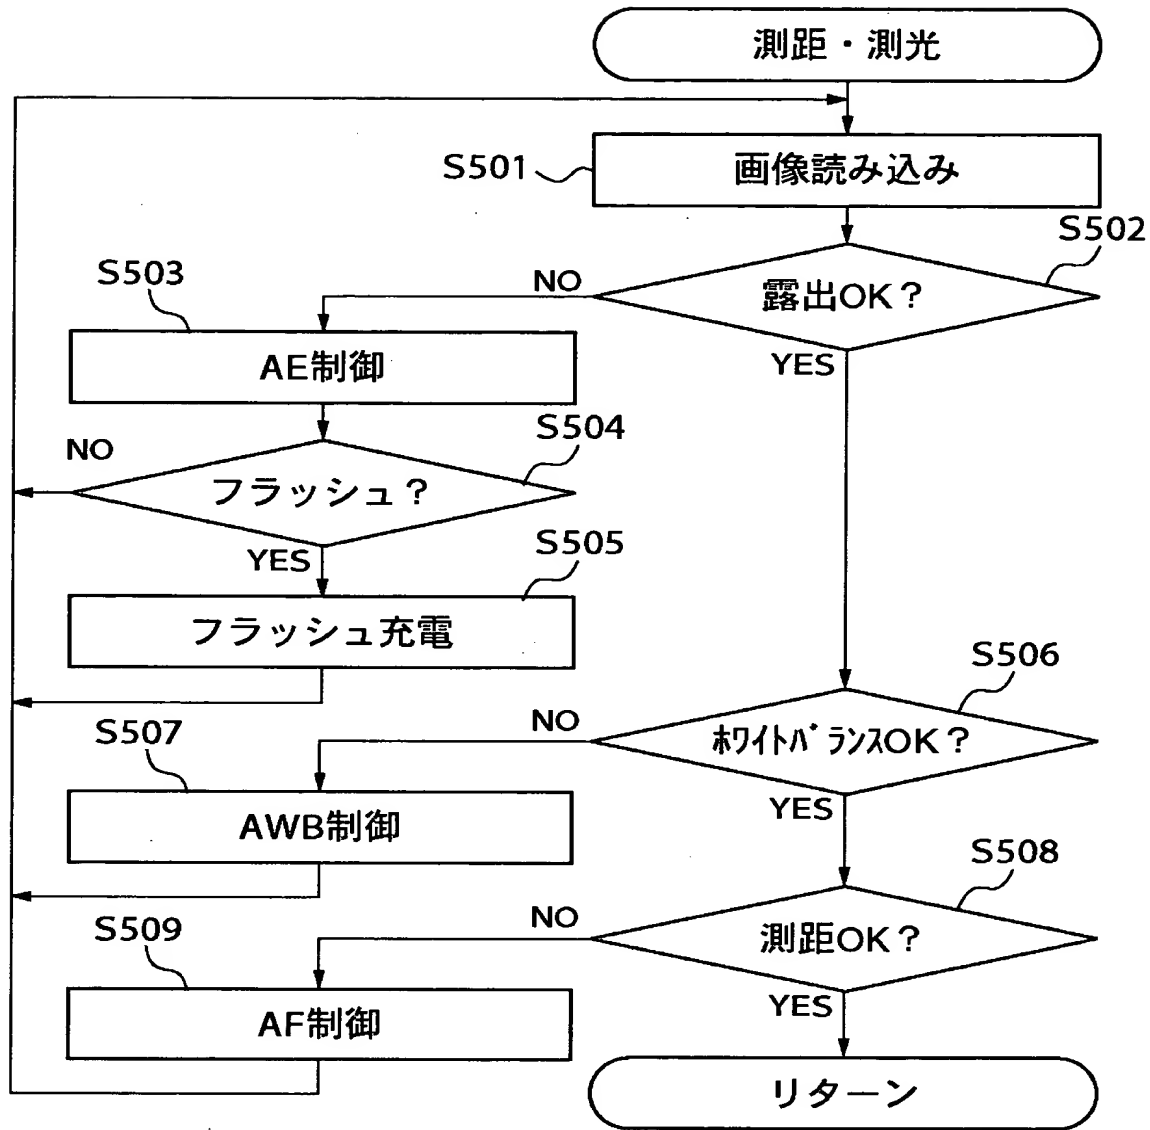 測距・測光
S501
画像読み込み
S502
露出OK?
NO
YES
S503
AE制御
S504
フラッシュ?
NO
YES
S505
フラッシュ充電
S506
ホワイトバランスOK?
NO
YES
S507
AWB制御
S508
測距OK?
NO
YES
S509
AF制御
リターン